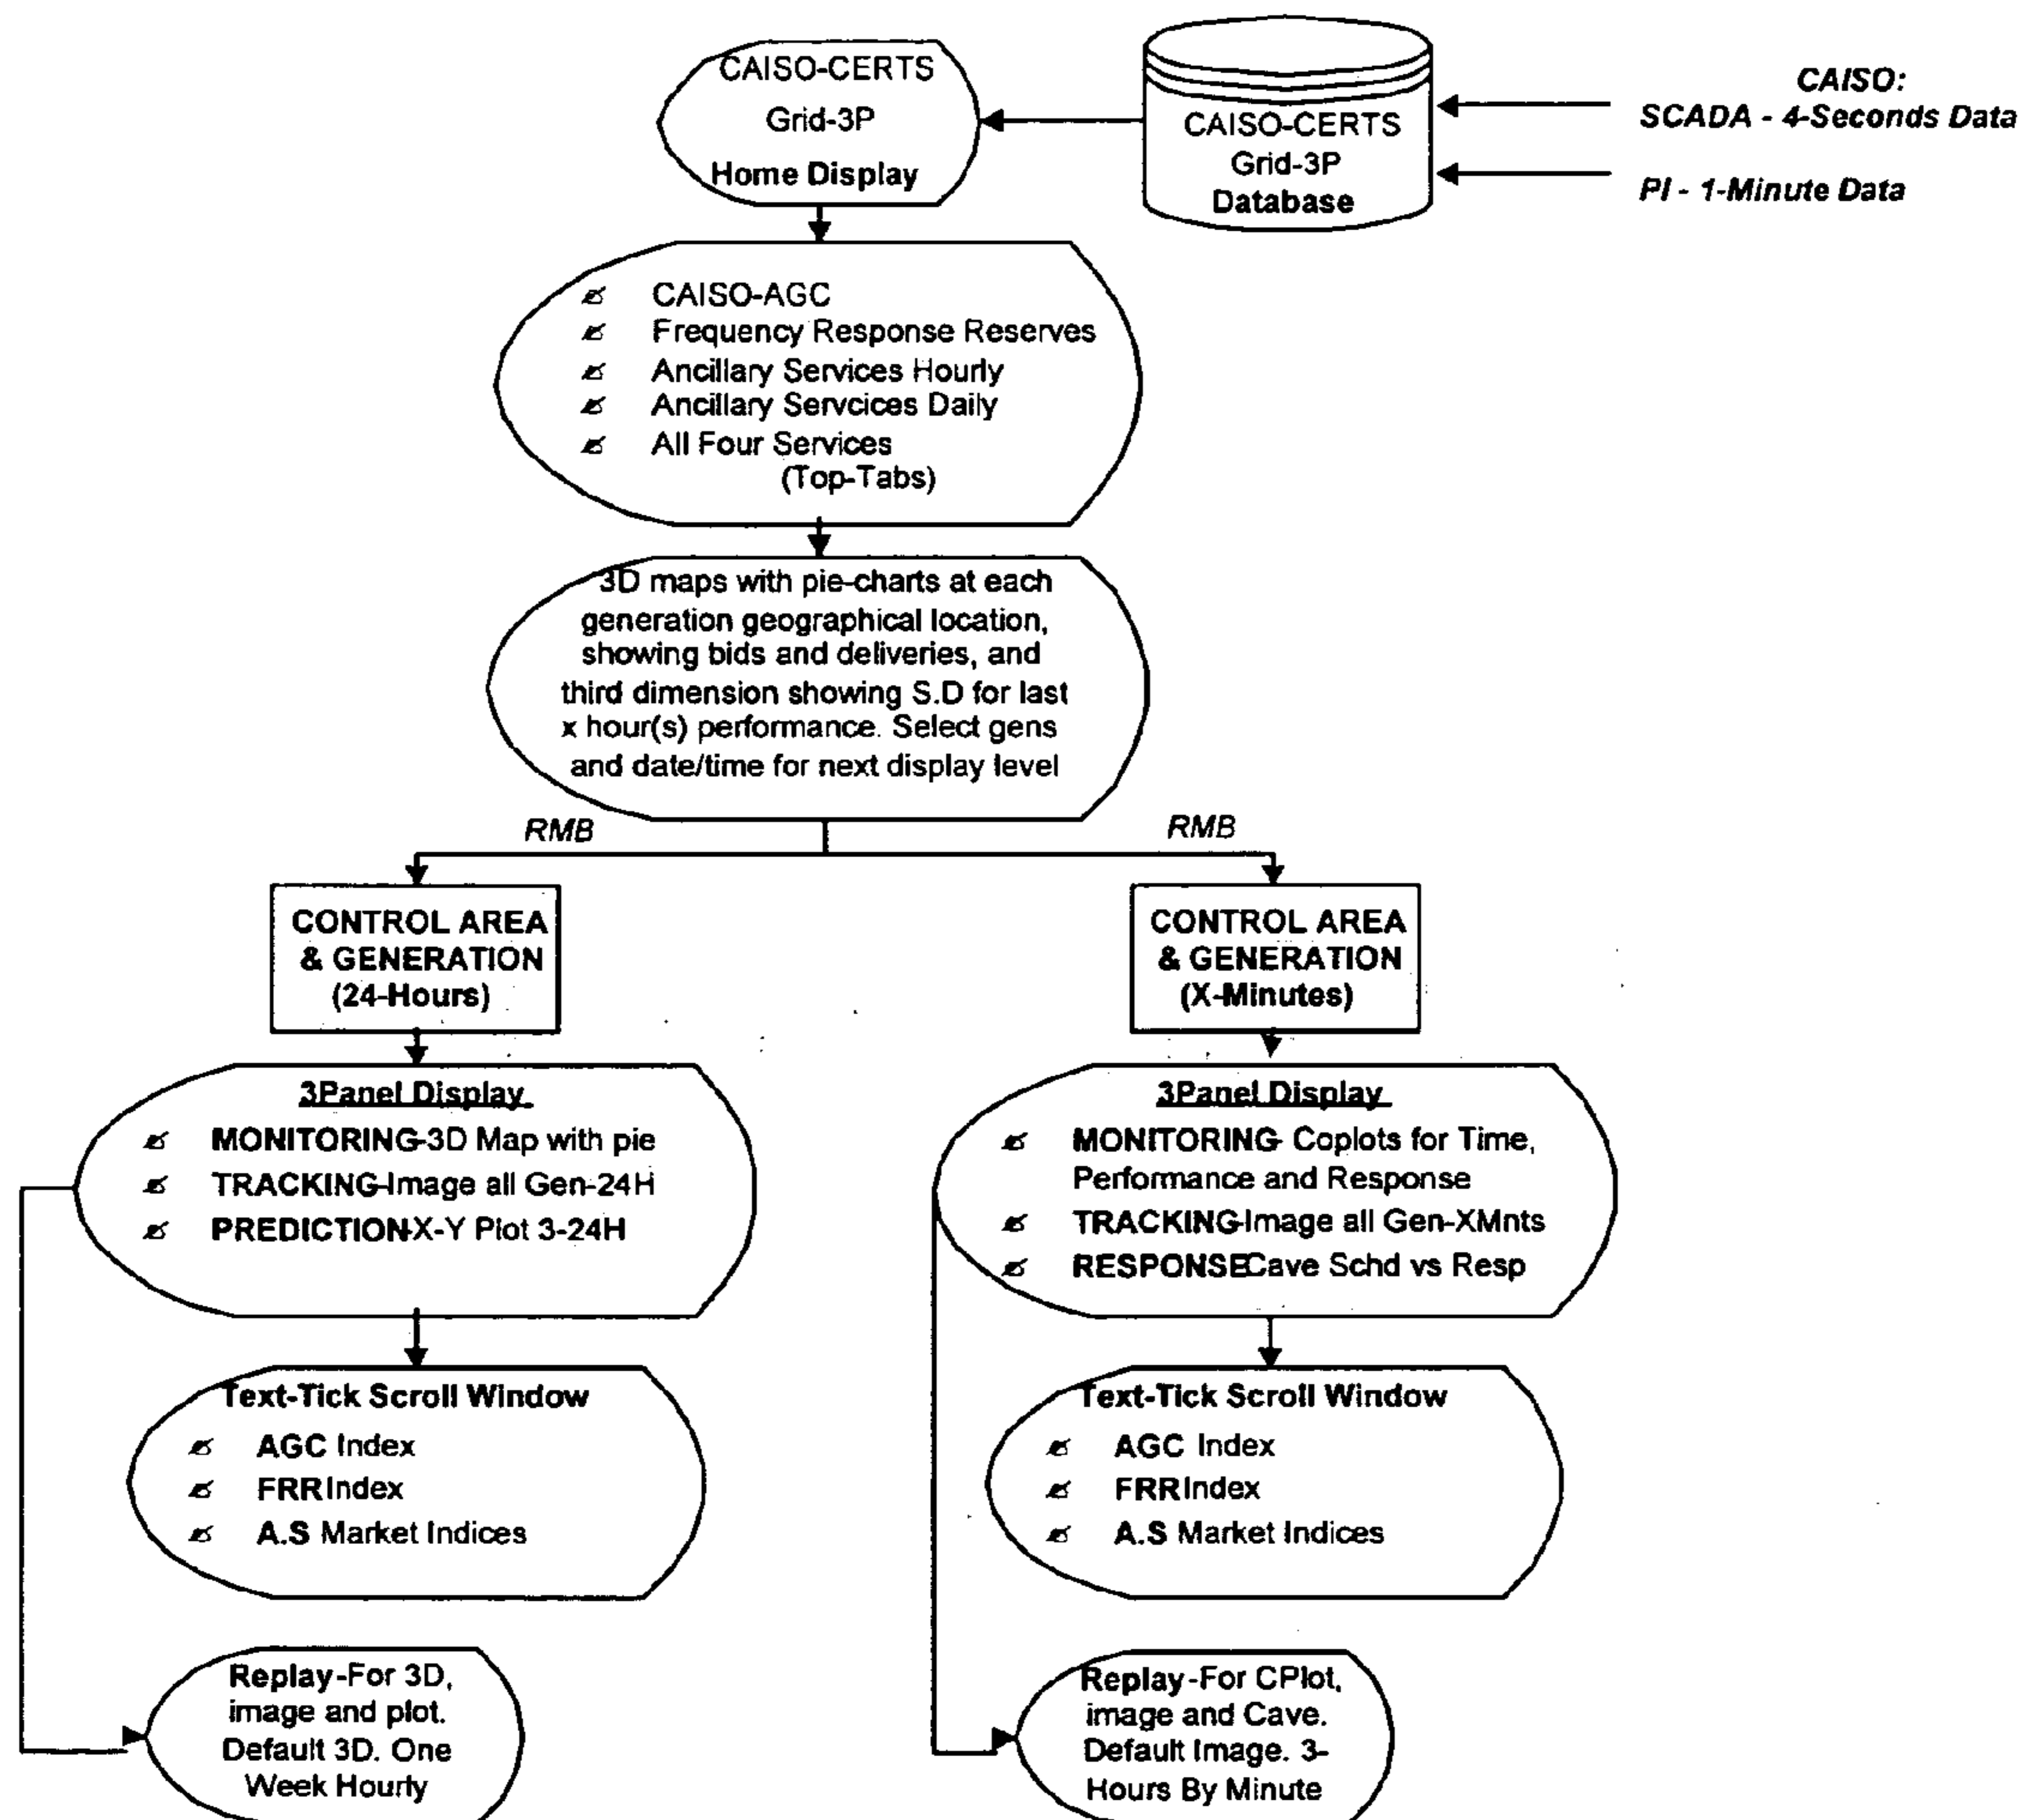 CAISO-CERTS
Grid-3P
Home Display
CAISO-CERTS
Grid-3P
Database
CAISO:
SCADA - 4-Seconds Data
PI - 1-Minute Data
CAISO-AGC
Frequency Response Reserves
Ancillary Services Hourly
Ancillary Servcices Daily
All Four Services
(Top-Tabs)
3D maps with pie-charts at each
generation geographical location,
showing bids and deliveries, and
third dimension showing S.D for last
x hour(s) performance. Select gens
and date/time for next display level
RMB
RMB
CONTROL AREA
& GENERATION
(24-Hours)
CONTROL AREA
& GENERATION
(X-Minutes)
3Panel Display
MONITORING-3D Map with pie
TRACKING-Image all Gen-24H
PREDICTION-X-Y Plot 3-24H
3Panel Display
MONITORING- Coplots for Time,
Performance and Response
TRACKING-Image all Gen-XMnts
RESPONSE-Cave Schd vs Resp
Text-Tick Scroll Window
AGC Index
FRR Index
A.S Market Indices
Text-Tick Scroll Window
AGC Index
FRR Index
A.S Market Indices
Replay-For 3D,
image and plot.
Default 3D. One
Week Hourly
Replay-For CPlot,
image and Cave.
Default Image. 3-
Hours By Minute